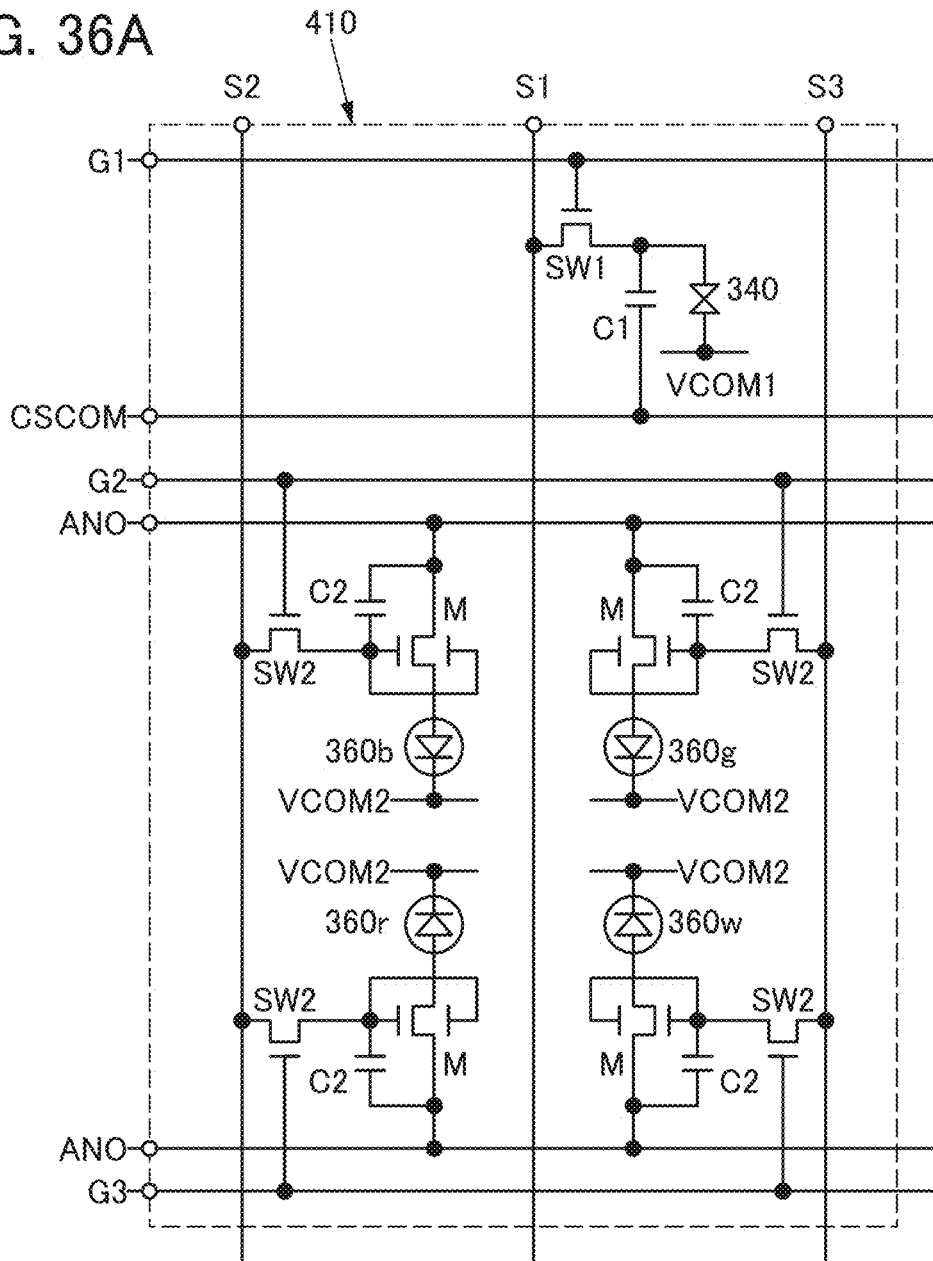 G. 36A
410
S2
S1
S3
G1
SW1
340
C1
VCOM1
CSCOM
G2
ANO
C2
M
M
C2
SW2
SW2
360b
360g
VCOM2
VCOM2
VCOM2
VCOM2
360r
360w
SW2
SW2
M
M
C2
C2
ANO
G3